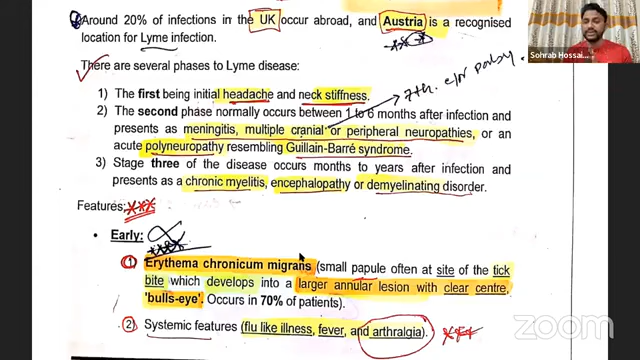 Around 20% of infections in the UK occur abroad, and Austria is a recognised
location for Lyme infection.
There are several phases to Lyme disease:
7th. c/r palsy.
1) The first being initial headache and neck stiffness.
2) The second phase normally occurs between 1 to 6 months after infection and
presents as meningitis, multiple cranial or peripheral neuropathies, or an
acute polyneuropathy resembling Guillain-Barré syndrome.
3) Stage three of the disease occurs months to years after infection and
presents as a chronic myelitis, encephalopathy or demyelinating disorder.
Features:
• Early:
1 Erythema chronicum migrans (small papule often at site of the tick
bite which develops into a larger annular lesion with clear centre,
'bulls-eye'. Occurs in 70% of patients).
2 Systemic features (flu like illness, fever, and arthralgia).
Sohrab Hossai...
zoom